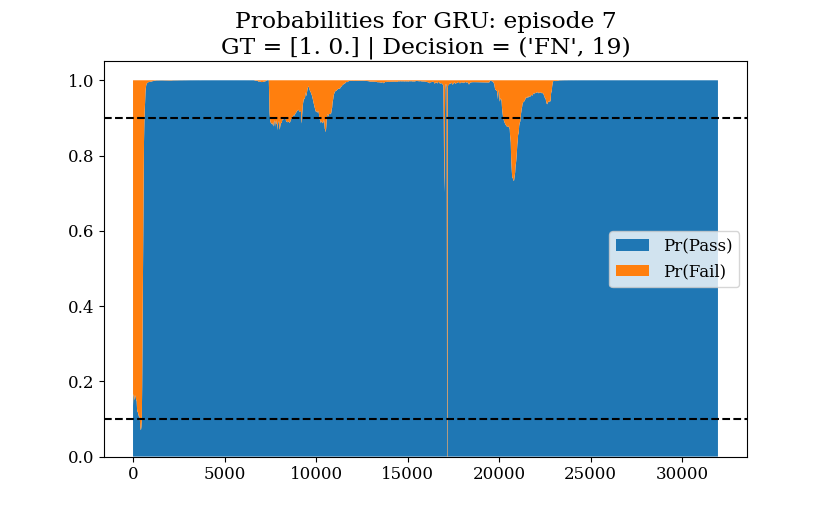 Probabilities for GRU: episode 7
GT = [1. 0.] | Decision = ('FN', 19)
1.0
0.8
0.6
0.4
0.2
0.0
Pr(Pass)
Pr(Fail)
0 5000 10000 15000 20000 25000 30000